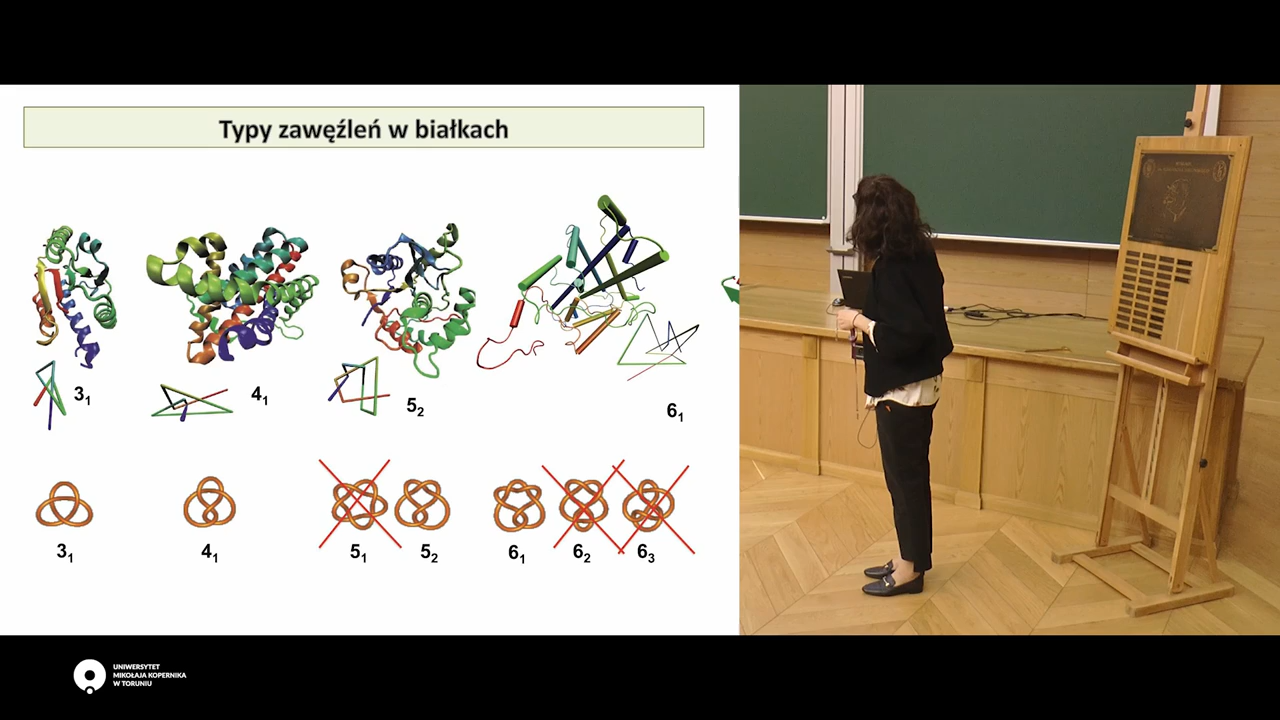 Typy zawęźleń w białkach
3₁
4₁
5₂
6₁
3₁
4₁
5₁
5₂
6₁
6₂
6₃
UNIWERSYTET
MIKOŁAJA KOPERNIKA
W TORUNIU